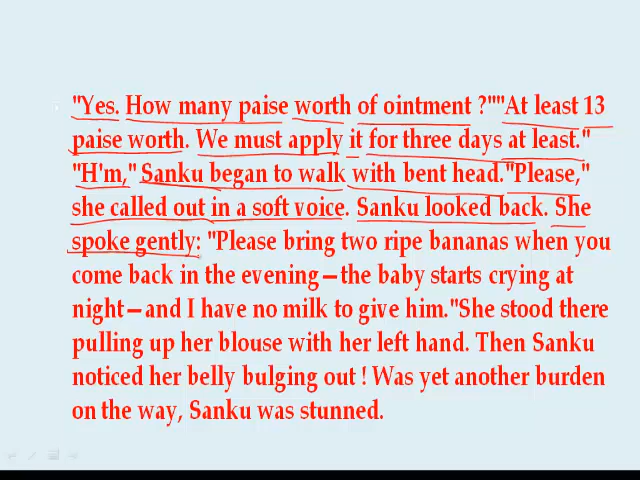 "Yes. How many paise worth of ointment ?""At least 13
paise worth. We must apply it for three days at least."
"H'm," Sanku began to walk with bent head."Please,"
she called out in a soft voice. Sanku looked back. She
spoke gently: "Please bring two ripe bananas when you
come back in the evening—the baby starts crying at
night—and I have no milk to give him."She stood there
pulling up her blouse with her left hand. Then Sanku
noticed her belly bulging out ! Was yet another burden
on the way, Sanku was stunned.